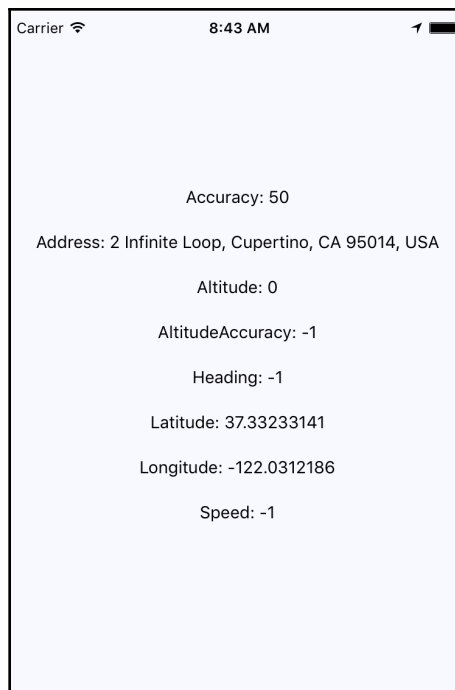 Carrier 8:43 AM
Accuracy: 50
Address: 2 Infinite Loop, Cupertino, CA 95014, USA
Altitude: 0
AltitudeAccuracy: -1
Heading: -1
Latitude: 37.33233141
Longitude: -122.0312186
Speed: -1